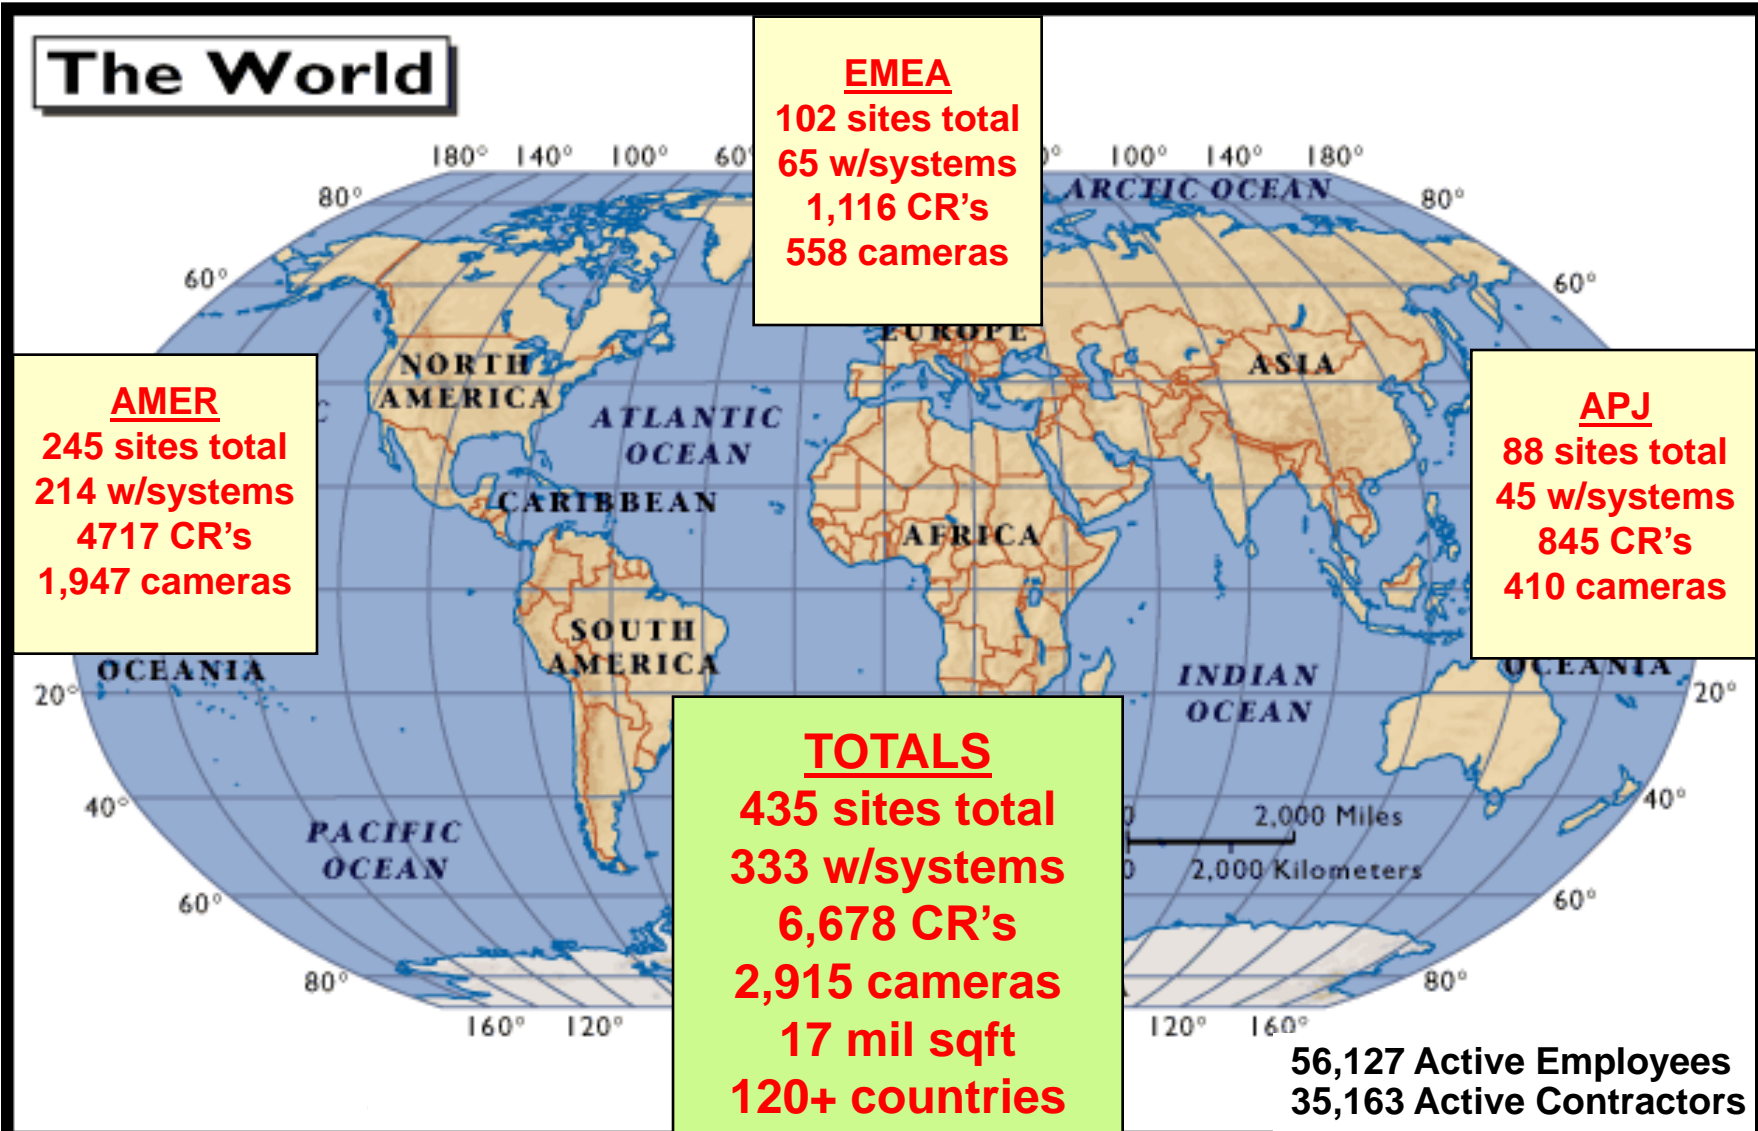 The World
EMEA
102 sites total
65 w/systems
1,116 CR’s
558 cameras
180° 140° 100° 60° 100° 140° 180°
80° ARCTIC OCEAN 80°
60° 60°
EUROPE
NORTH
AMERICA
ASIA
AMER
245 sites total
214 w/systems
4717 CR’s
1,947 cameras
ATLANTIC
OCEAN
CARIBBEAN
AFRICA
APJ
88 sites total
45 w/systems
845 CR’s
410 cameras
SOUTH
AMERICA
OCEANIA
INDIAN
OCEAN
OCEANIA
20° 20°
TOTALS
435 sites total
333 w/systems
6,678 CR’s
2,915 cameras
17 mil sqft
120+ countries
40° 40°
PACIFIC
OCEAN
0 2,000 Miles
0 2,000 Kilometers
60° 60°
80° 80°
160° 120° 120° 160°
56,127 Active Employees
35,163 Active Contractors